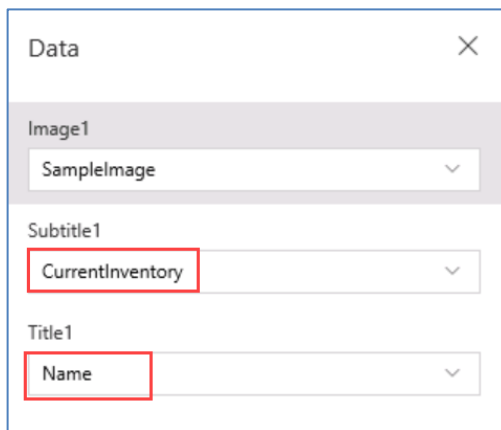 Data
Image1
SampleImage
Subtitle1
CurrentInventory
Title1
Name